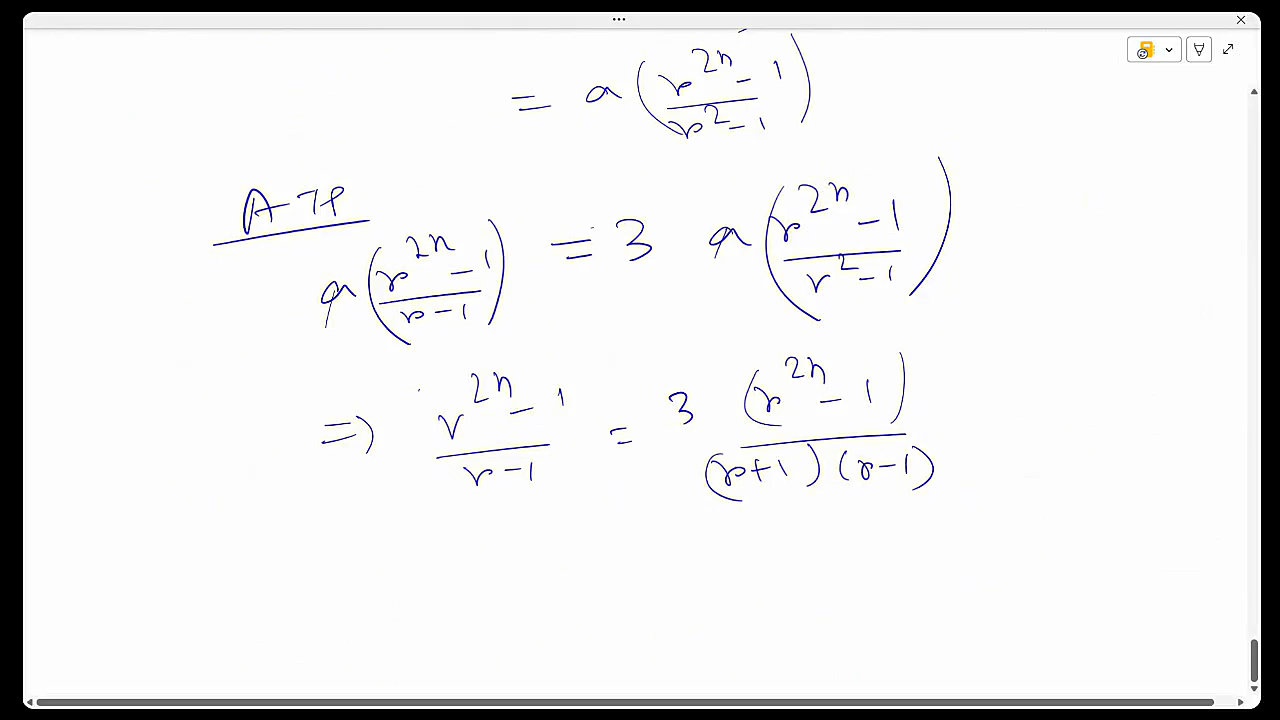 = a(r^2n - 1 / r^2 - 1)
A-T-P
a(r^2n - 1 / r - 1) = 3 a(r^2n - 1 / r^2 - 1)
=> r^2n - 1 / r - 1 = 3 (r^2n - 1) / (r+1)(r-1)